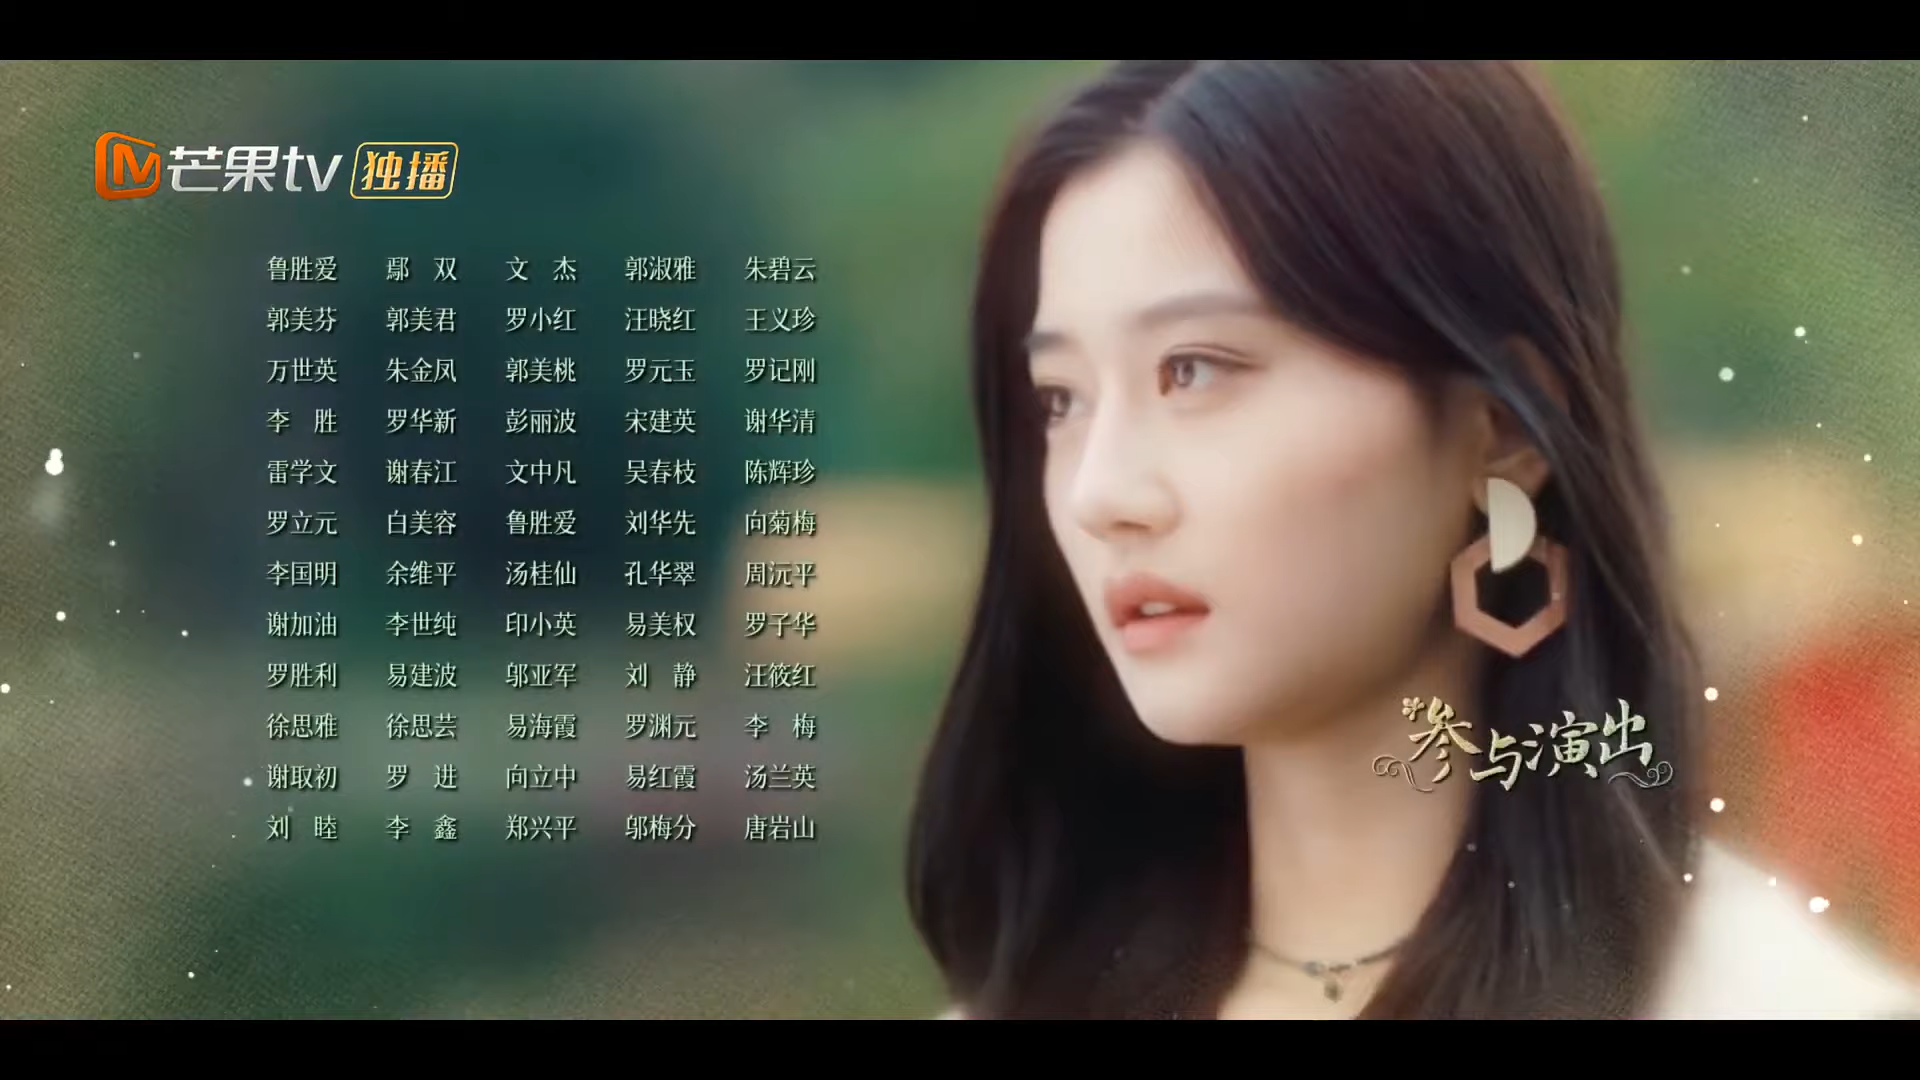 芒果tv 独播
鲁胜爱 鄢 双 文 杰 郭淑雅 朱碧云
郭美芬 郭美君 罗小红 汪晓红 王义珍
万世英 朱金凤 郭美桃 罗元玉 罗记刚
李 胜 罗华新 彭丽波 宋建英 谢华清
雷学文 谢春江 文中凡 吴春枝 陈辉珍
罗立元 白美容 鲁胜爱 刘华先 向菊梅
李国明 余维平 汤桂仙 孔华翠 周沅平
谢加油 李世纯 印小英 易美权 罗子华
罗胜利 易建波 邬亚军 刘 静 汪筱红
徐思雅 徐思芸 易海霞 罗渊元 李 梅
谢取初 罗 进 向立中 易红霞 汤兰英
刘 睦 李 鑫 郑兴平 邬梅分 唐岩山
参与演出